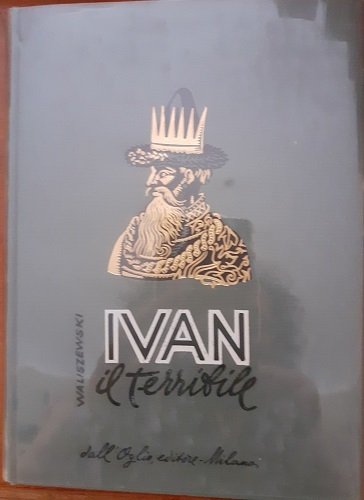 WALISZEWSKI
IVAN
il terribile
dall'Oglio, editore - Milano